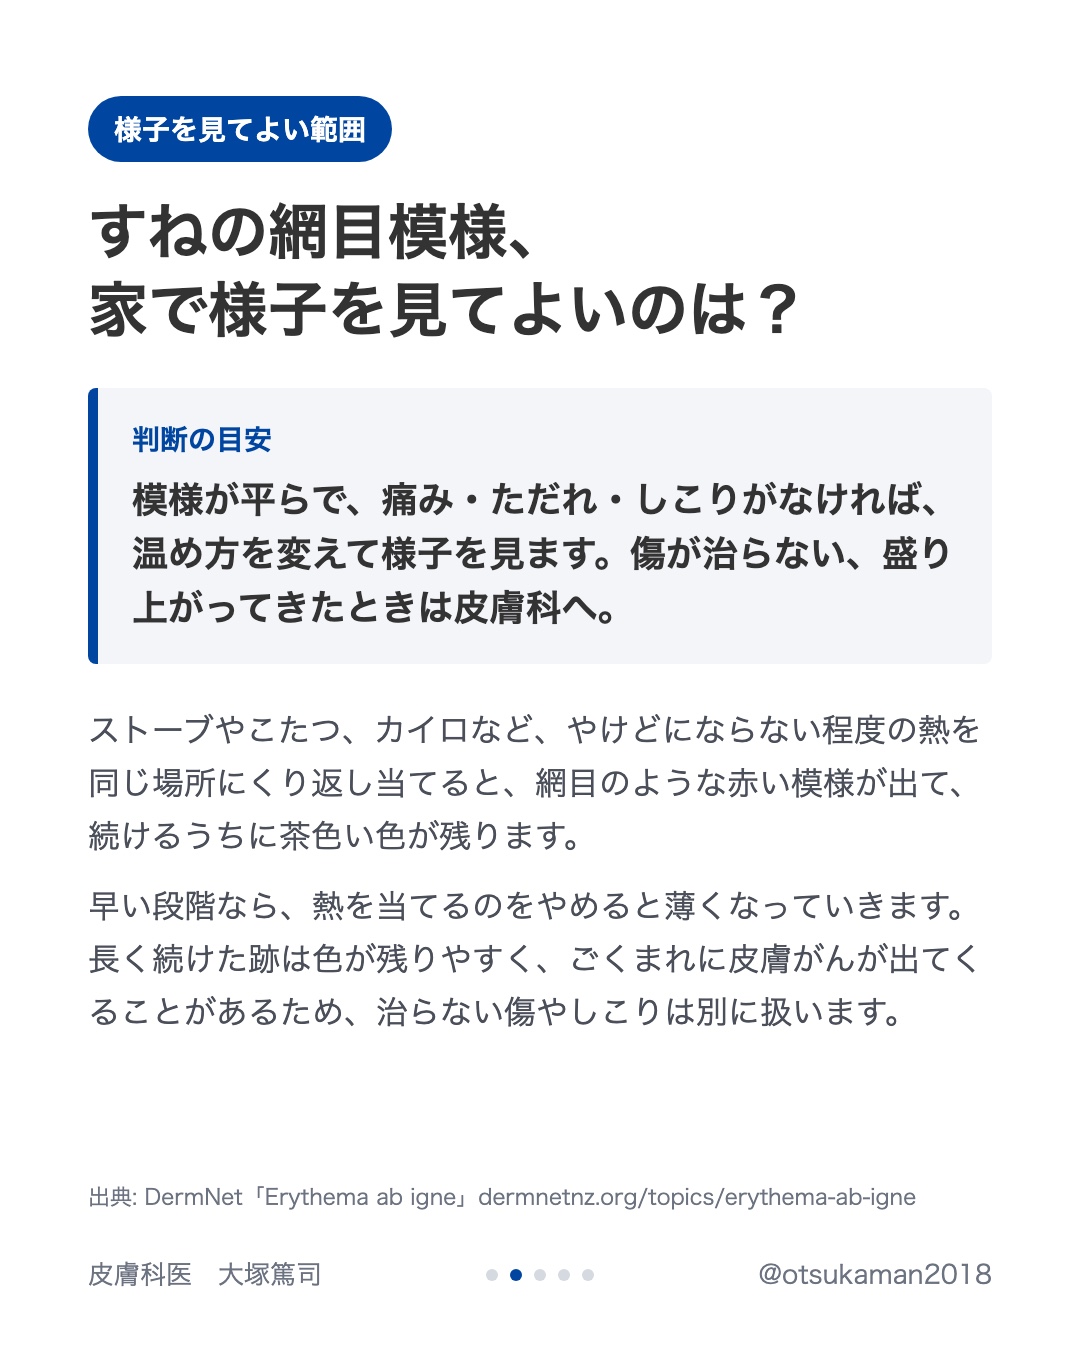 様子を見てよい範囲
すねの網目模様、
家で様子を見てよいのは？
判断の目安
模様が平らで、痛み・ただれ・しこりがなければ、
温め方を変えて様子を見ます。傷が治らない、盛り
上がってきたときは皮膚科へ。
ストーブやこたつ、カイロなど、やけどにならない程度の熱を
同じ場所にくり返し当てると、網目のような赤い模様が出て、
続けるうちに茶色い色が残ります。
早い段階なら、熱を当てるのをやめると薄くなっていきます。
長く続けた跡は色が残りやすく、ごくまれに皮膚がんが出てく
ることがあるため、治らない傷やしこりは別に扱います。
出典: DermNet「Erythema ab igne」dermnetnz.org/topics/erythema-ab-igne
皮膚科医　大塚篤司
@otsukaman2018